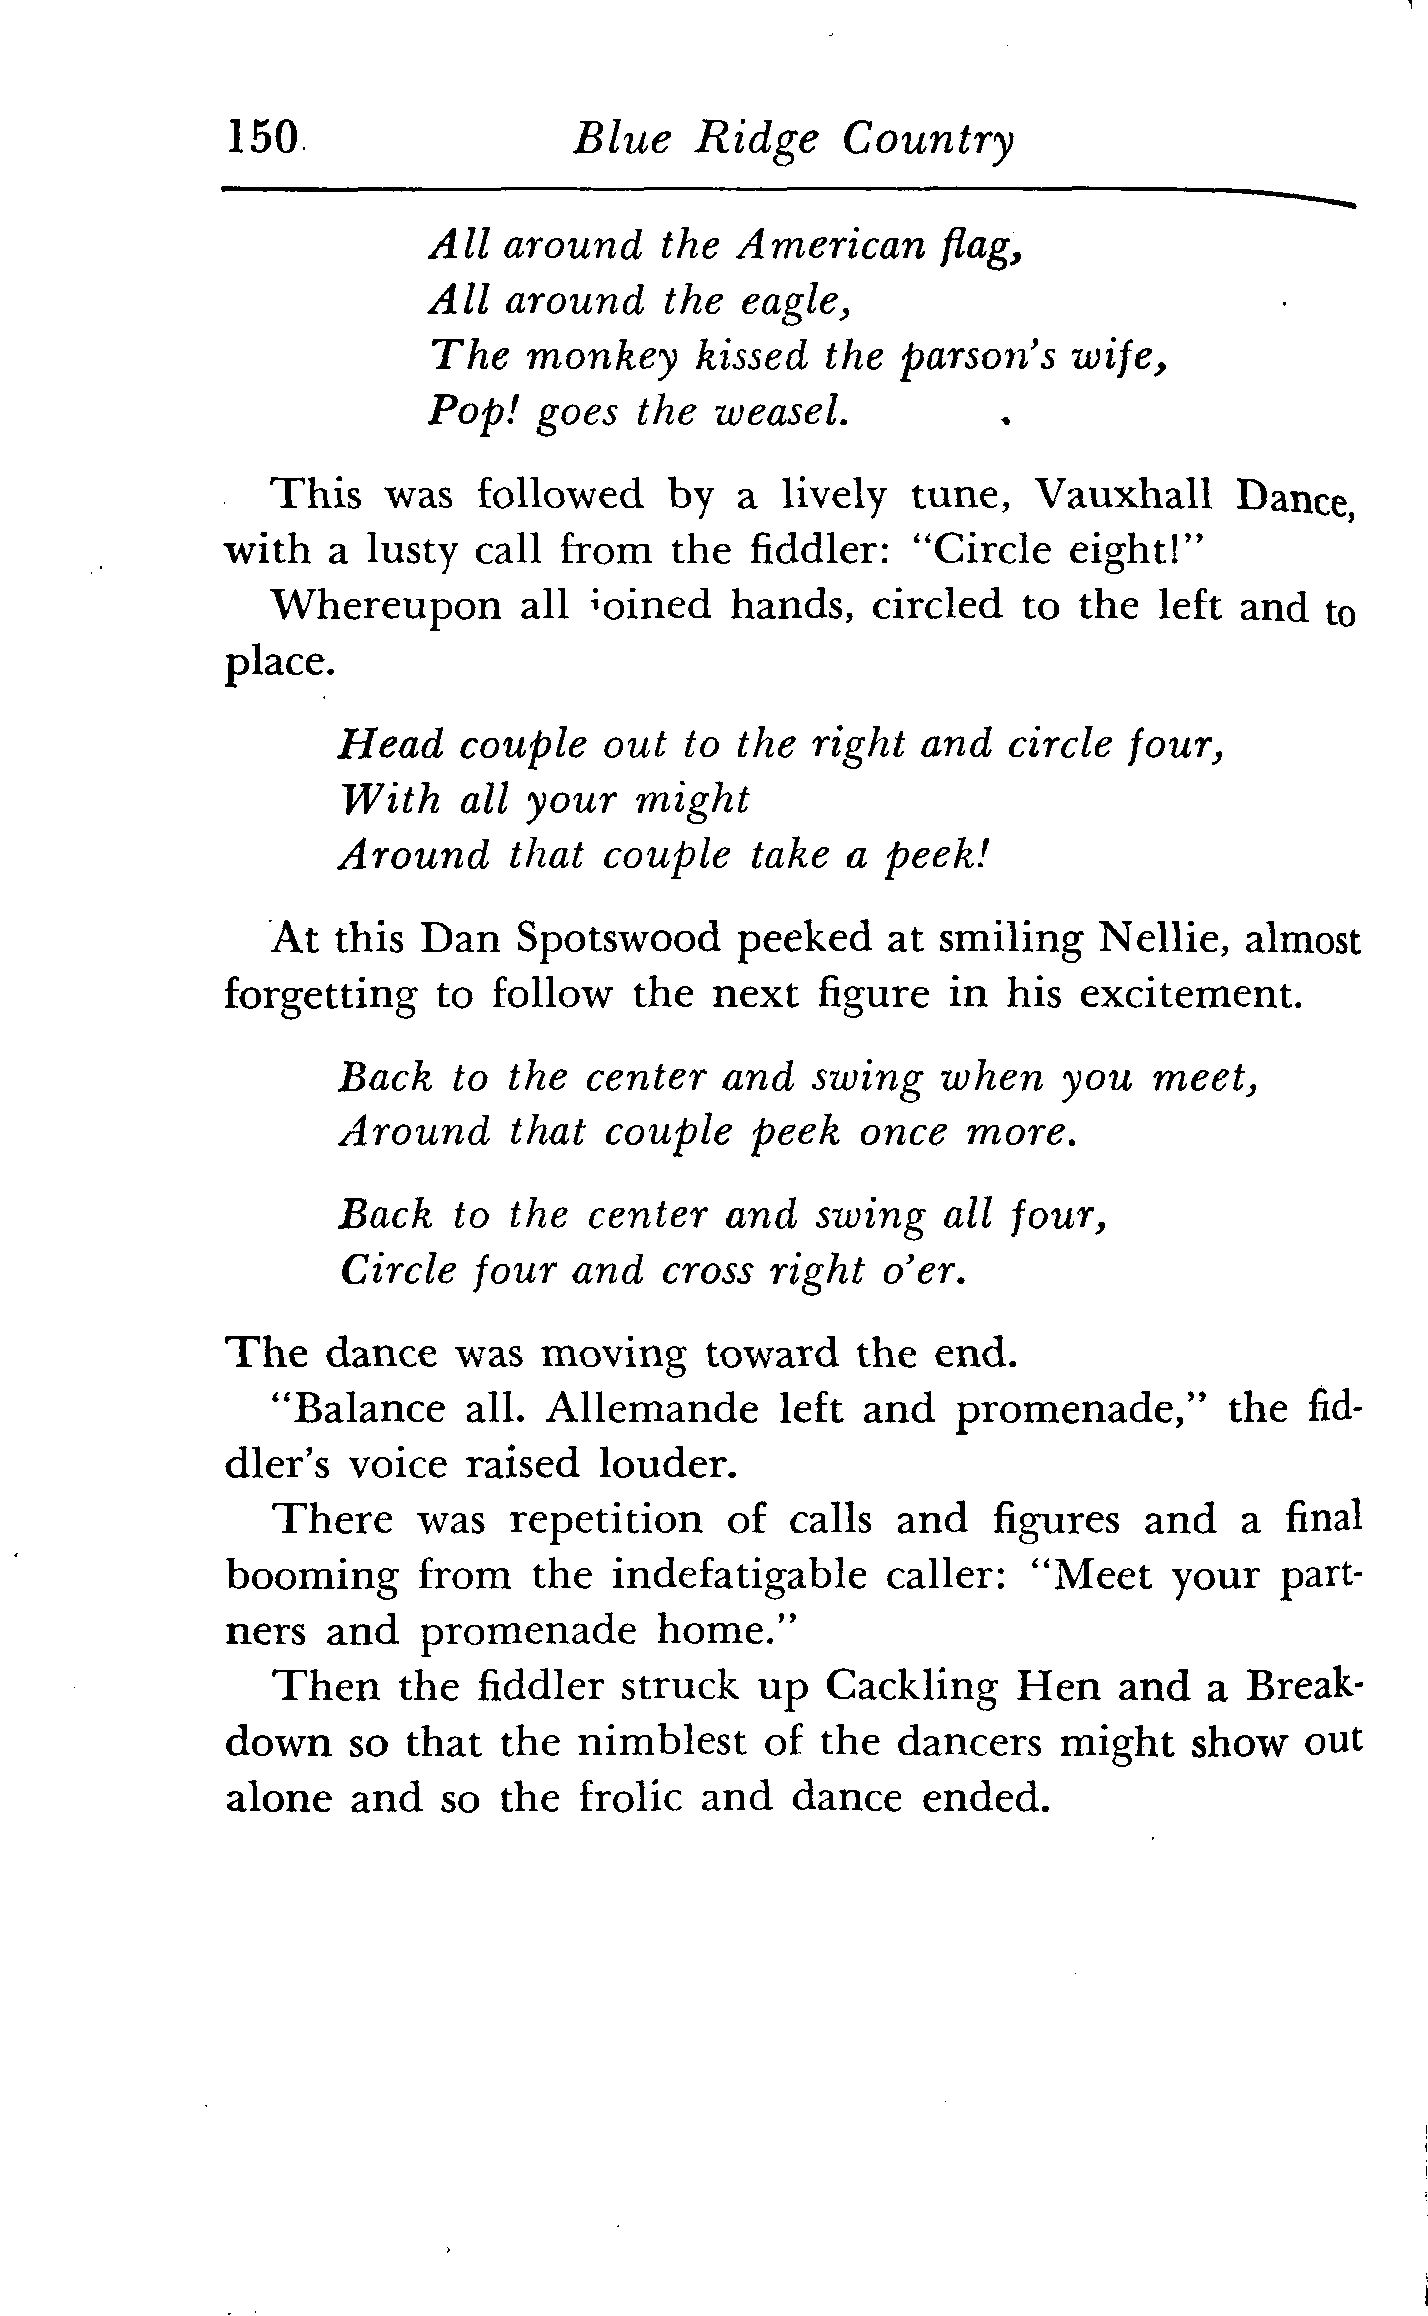 150 Blue Ridge Country
All around the American flag,
All around the eagle,
The monkey kissed the parson's wife,
Pop! goes the weasel.
This was followed by a lively tune, Vauxhall Dance,
with a lusty call from the fiddler: "Circle eight!"
Whereupon all joined hands, circled to the left and to
place.
Head couple out to the right and circle four,
With all your might
Around that couple take a peek!
At this Dan Spotswood peeked at smiling Nellie, almost
forgetting to follow the next figure in his excitement.
Back to the center and swing when you meet,
Around that couple peek once more.
Back to the center and swing all four,
Circle four and cross right o'er.
The dance was moving toward the end.
"Balance all. Allemande left and promenade," the fid-
dler's voice raised louder.
There was repetition of calls and figures and a final
booming from the indefatigable caller: "Meet your part-
ners and promenade home."
Then the fiddler struck up Cackling Hen and a Break-
down so that the nimblest of the dancers might show out
alone and so the frolic and dance ended.